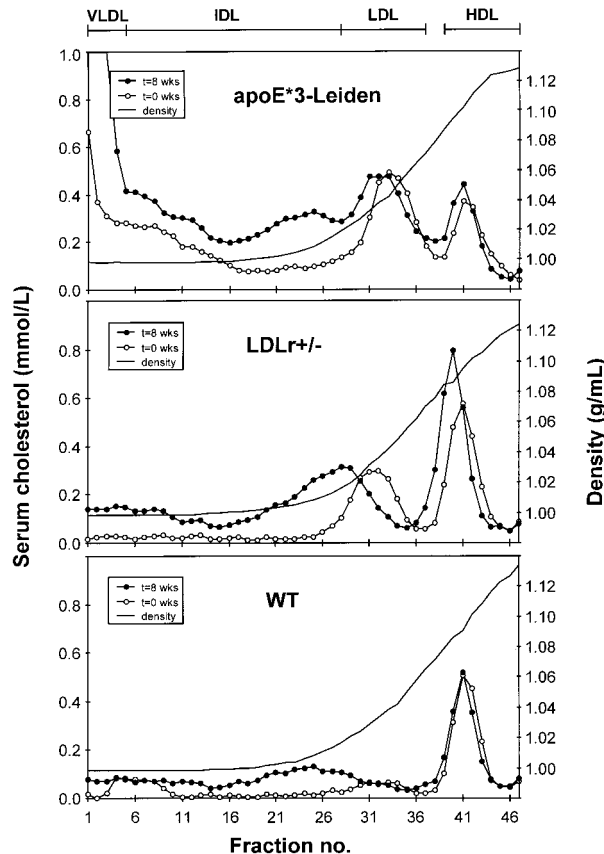 VLDL IDL LDL HDL
1.0
0.8
0.6
0.4
0.2
0.0
t=8 wks
t=0 wks
density
apoE*3-Leiden
1.12
1.10
1.08
1.06
1.04
1.02
1.00
0.8
0.6
0.4
0.2
0.0
t=8 wks
t=0 wks
density
LDLr+/-
1.12
1.10
1.08
1.06
1.04
1.02
1.00
0.8
0.6
0.4
0.2
0.0
t=8 wks
t=0 wks
density
WT
1.12
1.10
1.08
1.06
1.04
1.02
1.00
1 6 11 16 21 26 31 36 41 46
Fraction no.
Serum cholesterol (mmol/L)
Density (g/mL)